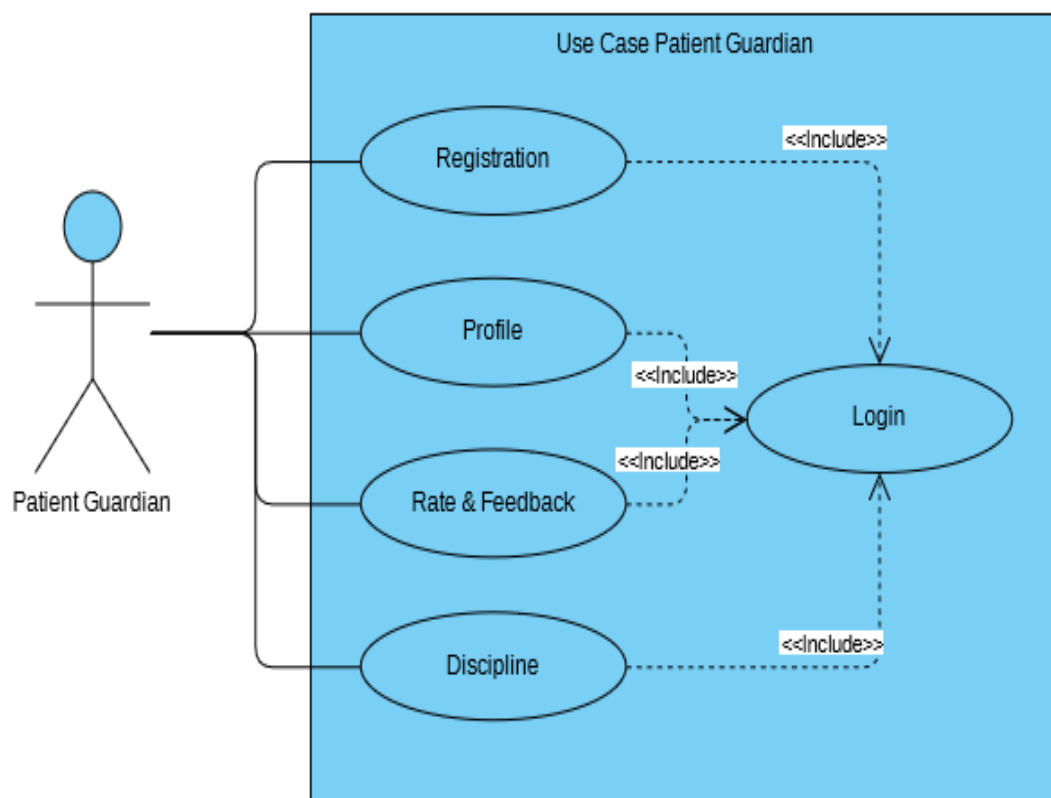 Use Case Patient Guardian
<<Include>>
Registration
Profile
<<Include>>
Login
<<Include>>
Rate & Feedback
Patient Guardian
<<Include>>
Discipline